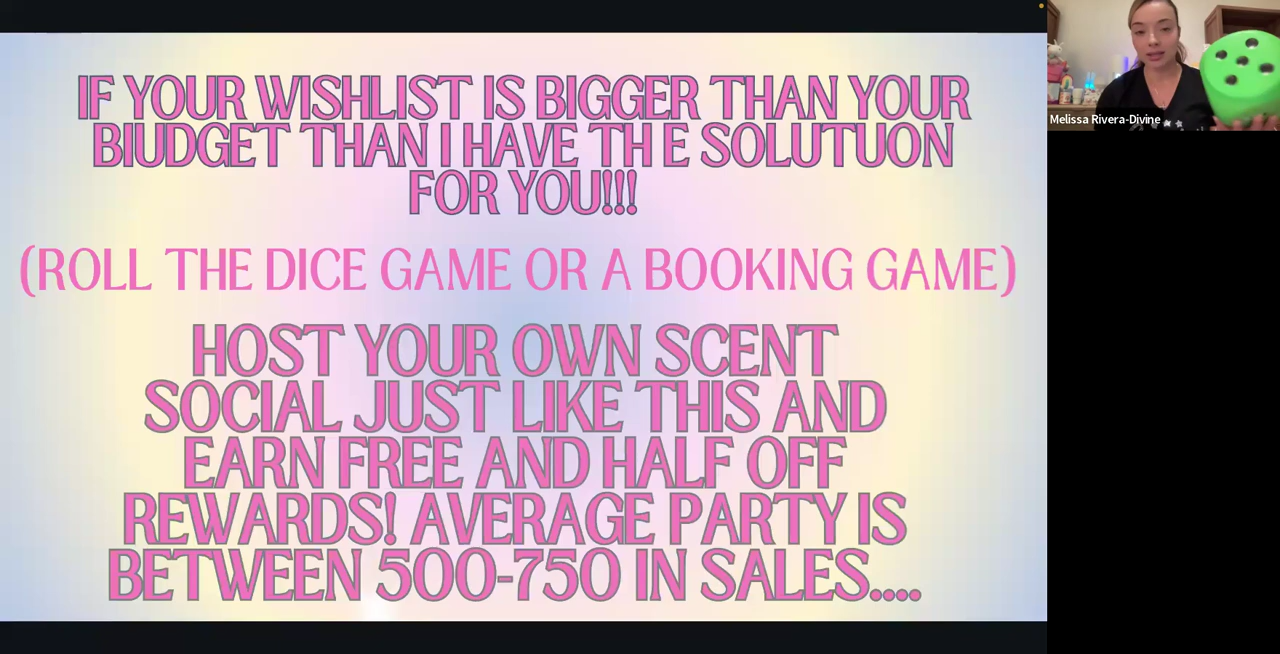 IF YOUR WISHLIST IS BIGGER THAN YOUR
BIUDGET THAN I HAVE TH E SOLUTUON
FOR YOU!!!
(ROLL THE DICE GAME OR A BOOKING GAME)
HOST YOUR OWN SCENT
SOCIAL JUST LIKE THIS AND
EARN FREE AND HALF OFF
REWARDS! AVERAGE PARTY IS
BETWEEN 500-750 IN SALES....
Melissa Rivera-Divine